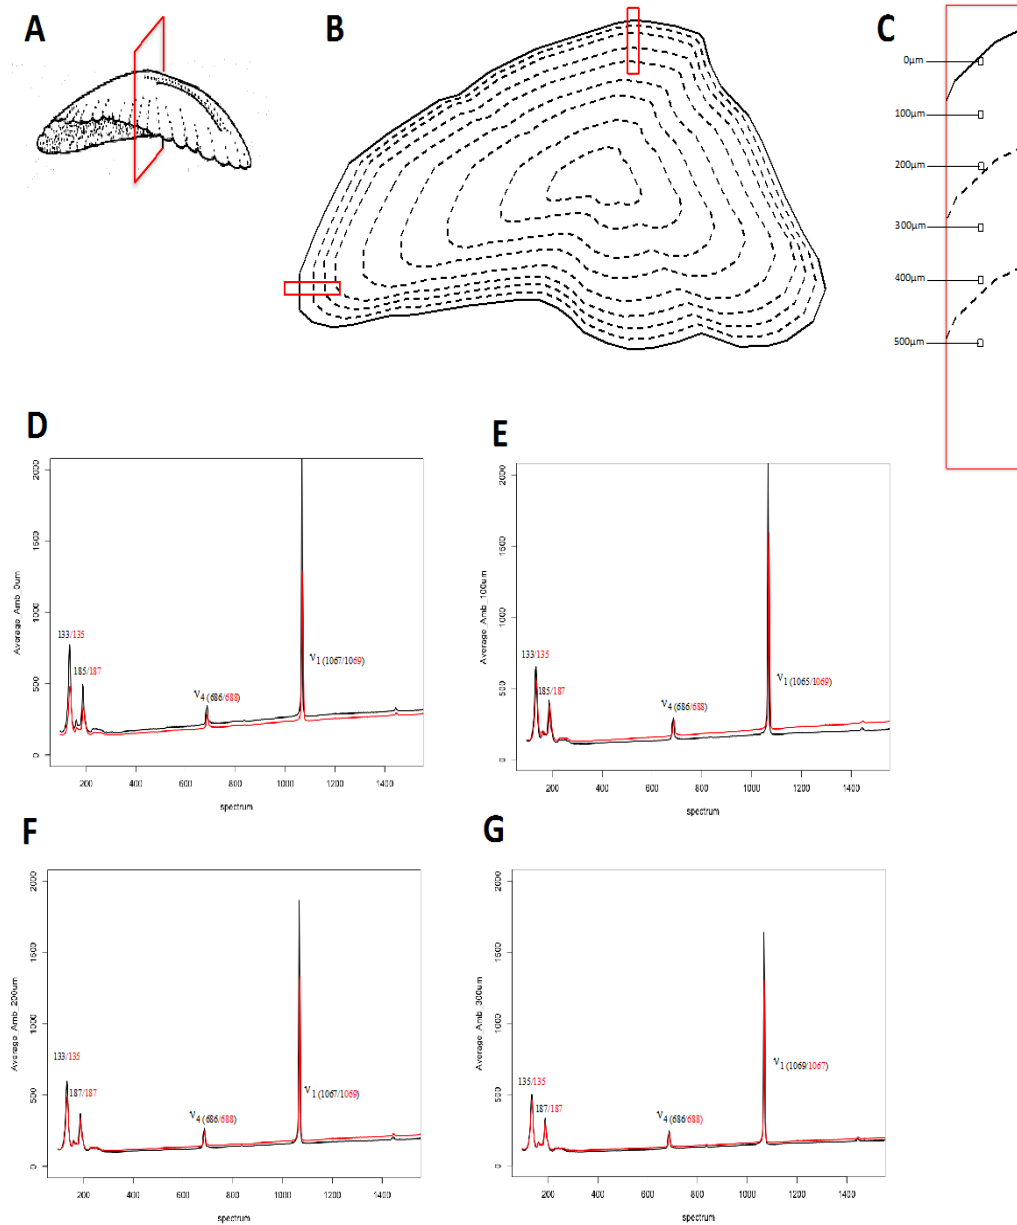 A
B
C
0µm
100µm
200µm
300µm
400µm
500µm
D
E
Average_Amb_0um
0 500 1000 1500 2000
133/135
185/187
ν4 (686/688)
ν1 (1067/1069)
200 400 600 800 1000 1200 1400
spectrum
Average_Amb_100um
0 500 1000 1500 2000
133/135
185/187
ν4 (686/688)
ν1 (1065/1069)
200 400 600 800 1000 1200 1400
spectrum
F
G
Average_Amb_200um
0 500 1000 1500 2000
133/135
187/187
ν4 (686/688)
ν1 (1067/1069)
200 400 600 800 1000 1200 1400
spectrum
Average_Amb_300um
0 500 1000 1500 2000
135/135
187/187
ν4 (686/688)
ν1 (1069/1067)
200 400 600 800 1000 1200 1400
spectrum